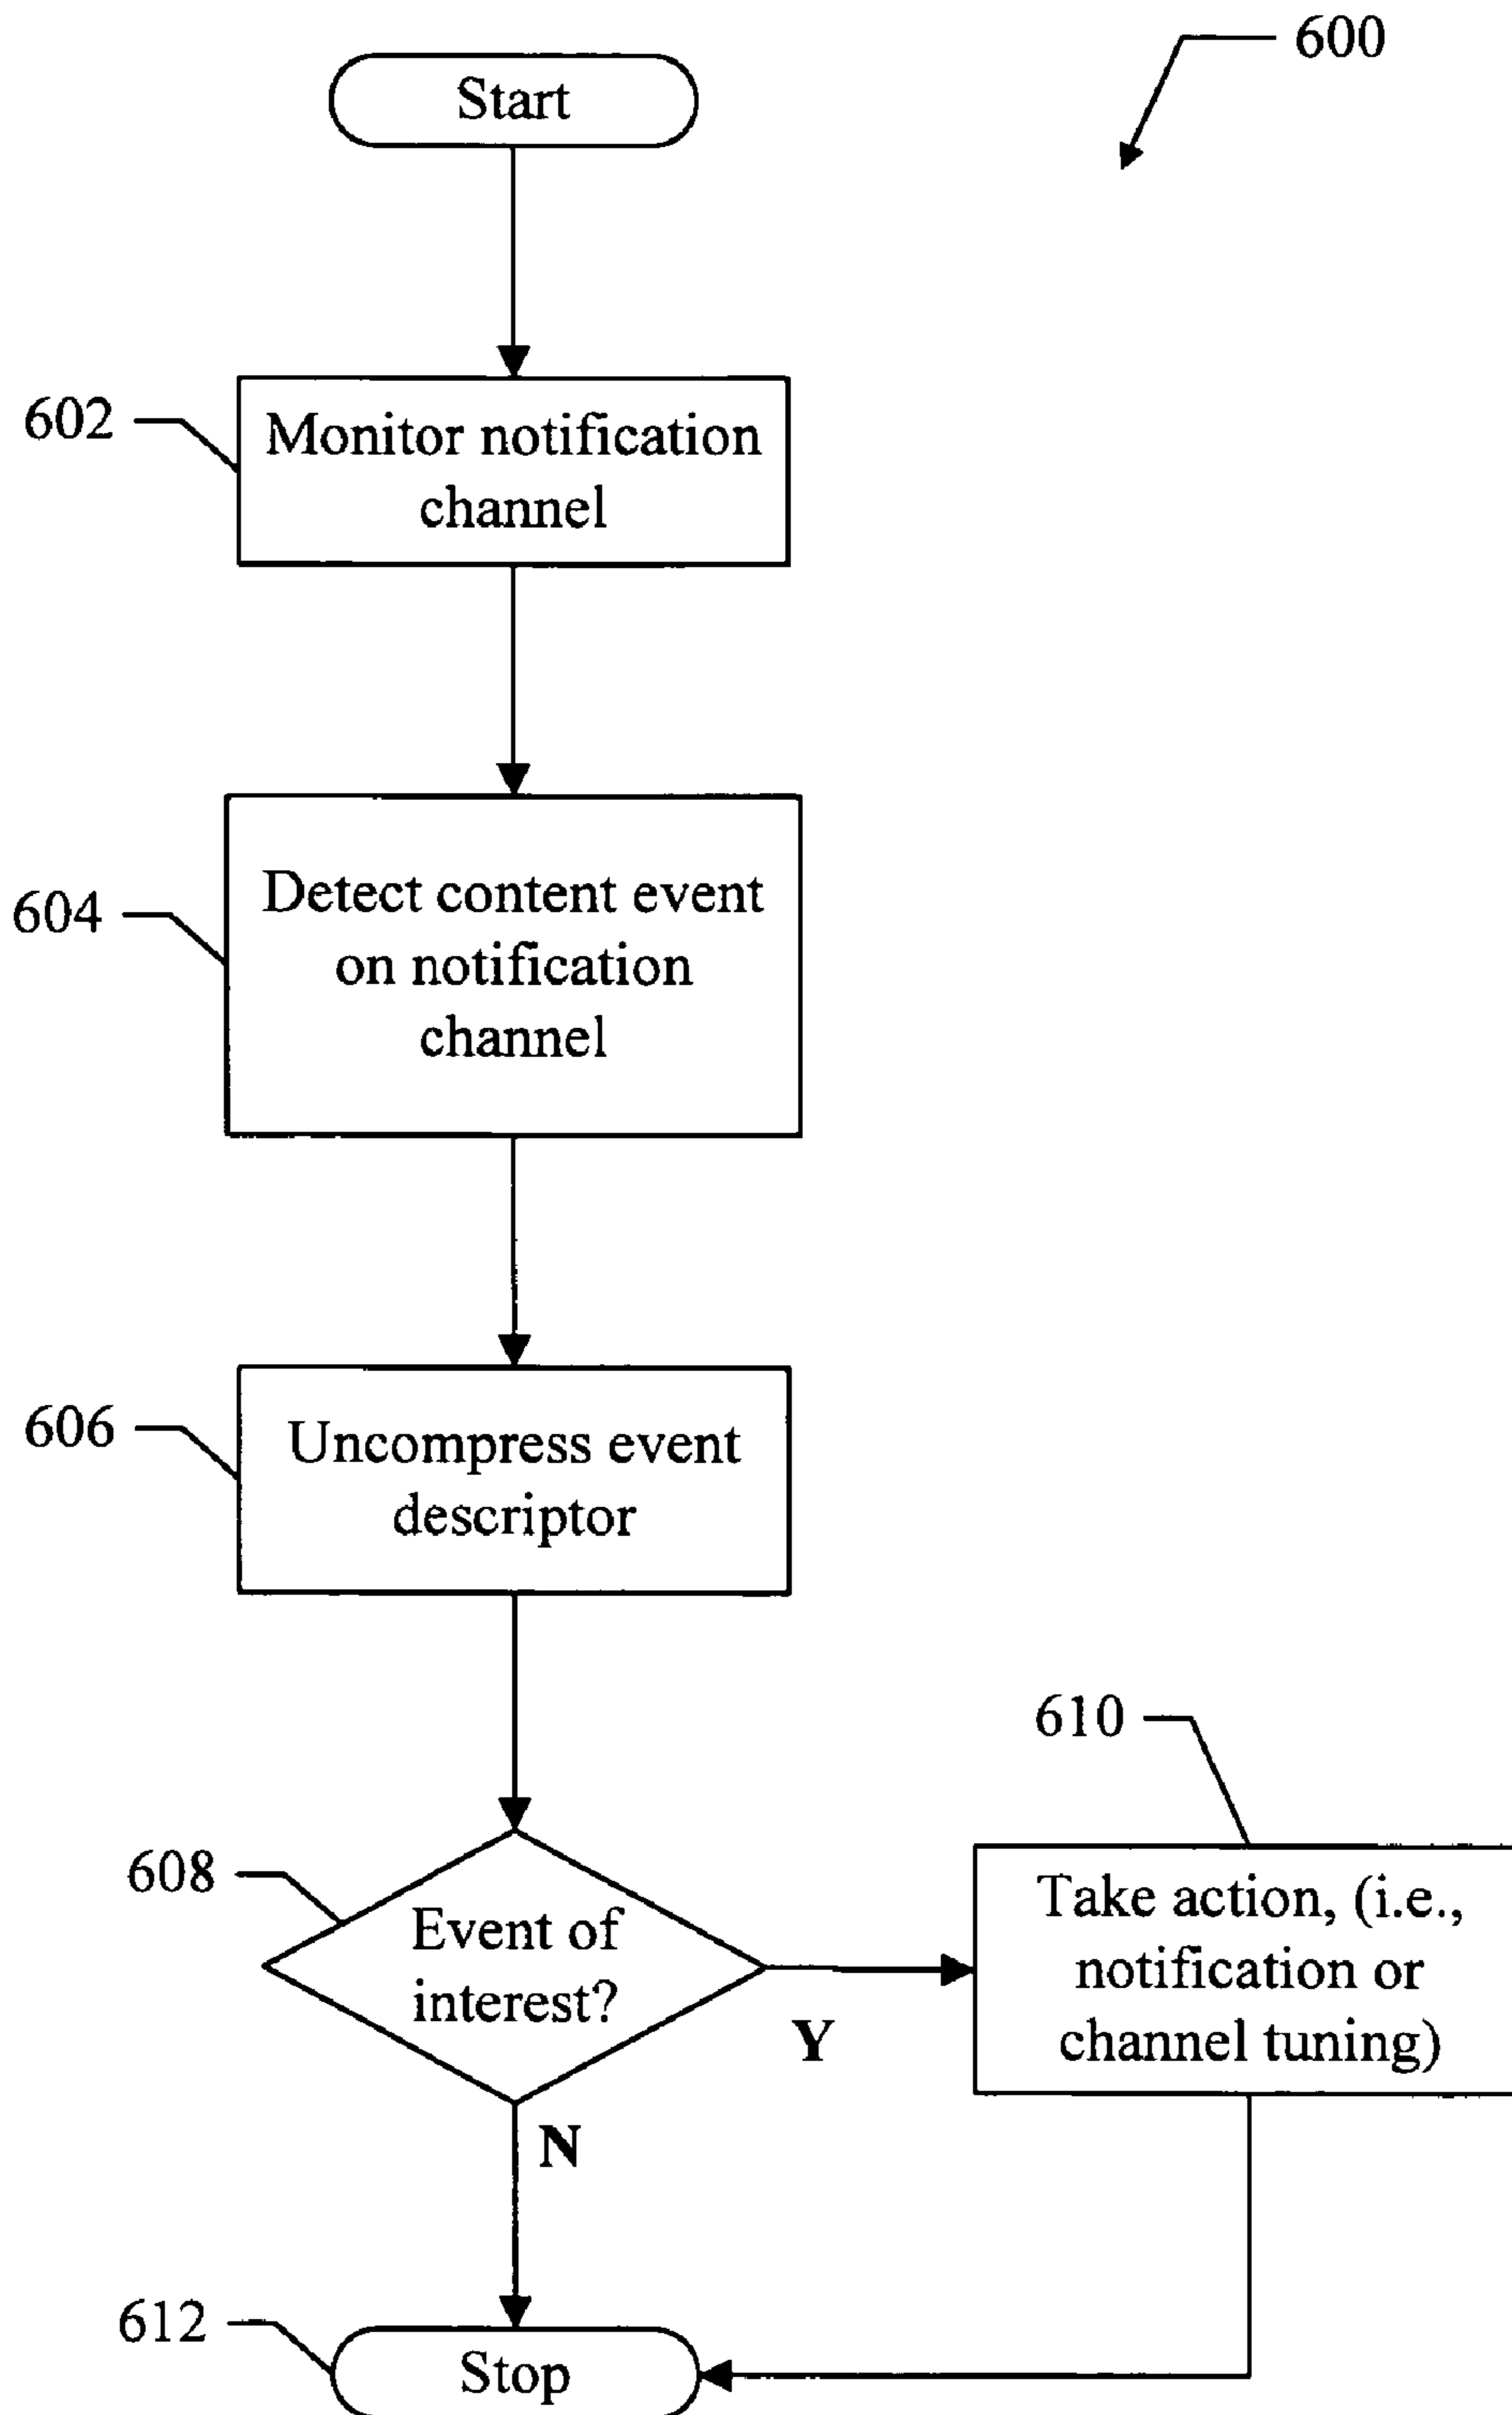 600
Start
602
Monitor notification
channel
604
Detect content event
on notification
channel
606
Uncompress event
descriptor
608
Event of
interest?
Y
N
610
Take action, (i.e.,
notification or
channel tuning)
612
Stop